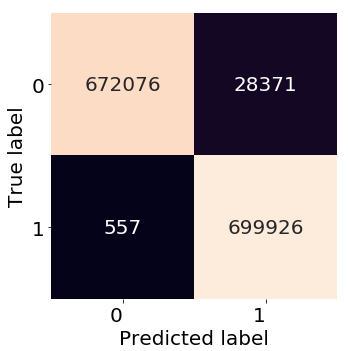 0
672076 28371
True label
1
557 699926
0 1
Predicted label